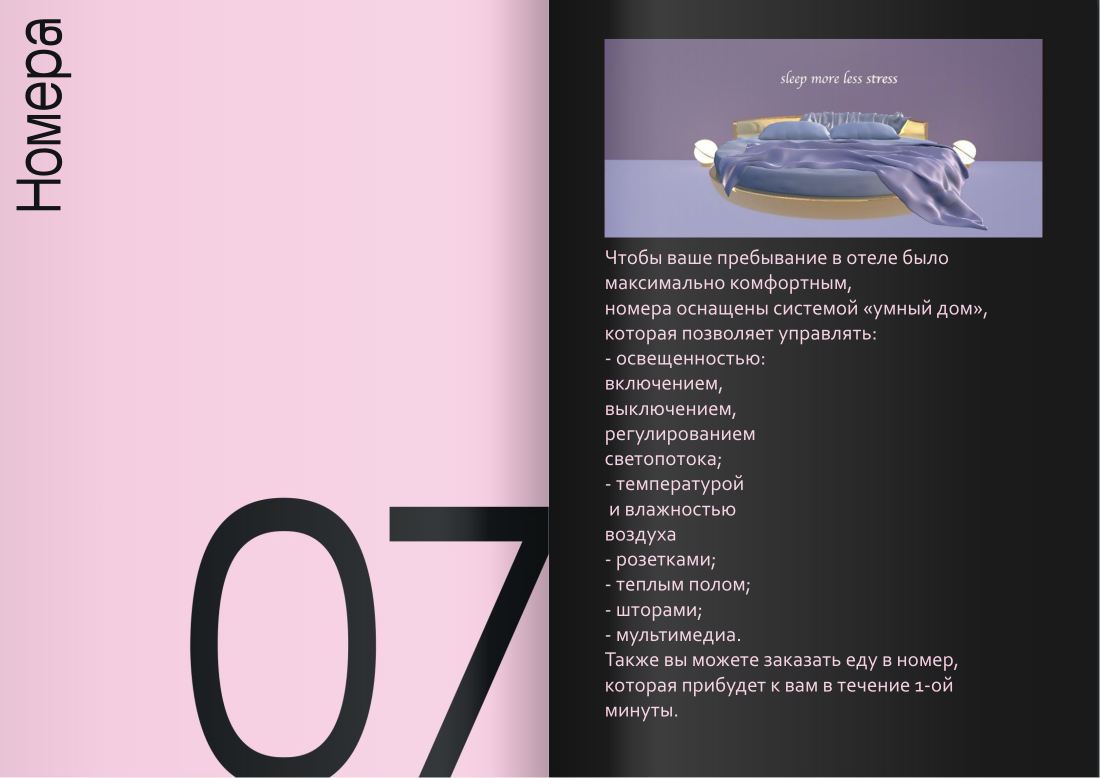 Номера
07
sleep more less stress
Чтобы ваше пребывание в отеле было
максимально комфортным,
номера оснащены системой «умный дом»,
которая позволяет управлять:
- освещенностью:
включением,
выключением,
регулированием
светопотока;
- температурой
и влажностью
воздуха
- розетками;
- теплым полом;
- шторами;
- мультимедиа.
Также вы можете заказать еду в номер,
которая прибудет к вам в течение 1-ой
минуты.